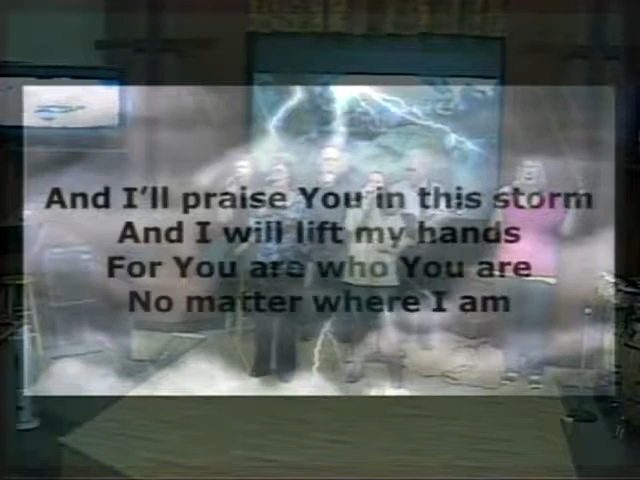 And I'll praise You in this storm
And I will lift my hands
For You are who You are
No matter where I am